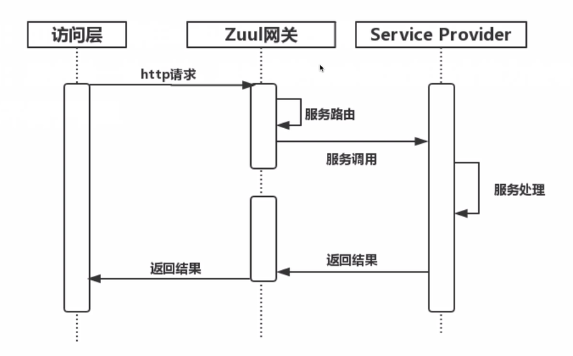 访问层
Zuul网关
Service Provider
http请求
服务路由
服务调用
服务处理
返回结果
返回结果